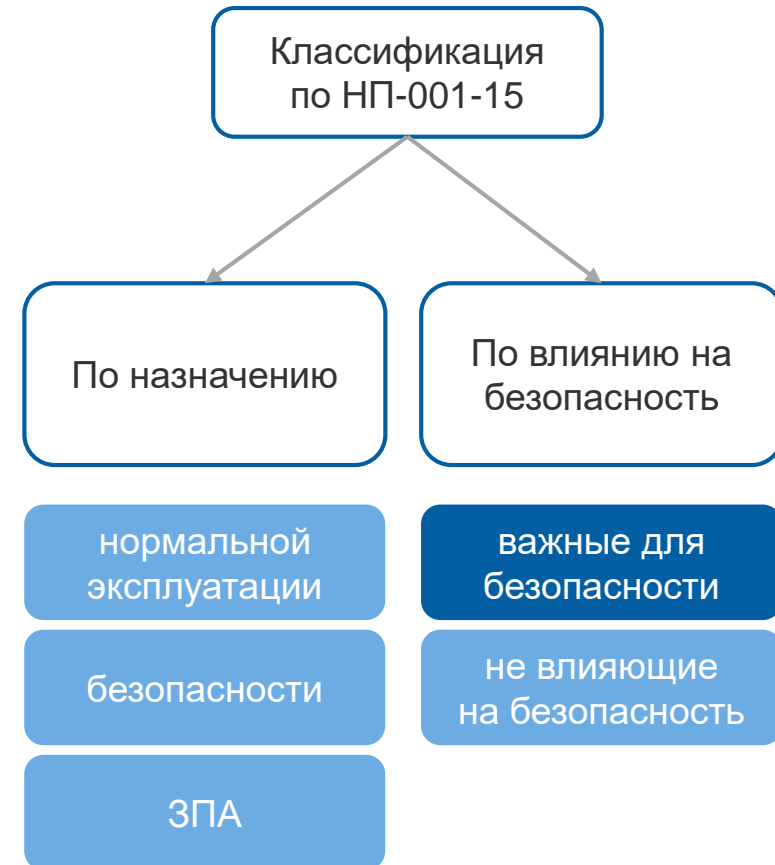 Классификация
по НП-001-15
По назначению
По влиянию на
безопасность
нормальной
эксплуатации
важные для
безопасности
безопасности
не влияющие
на безопасность
ЗПА